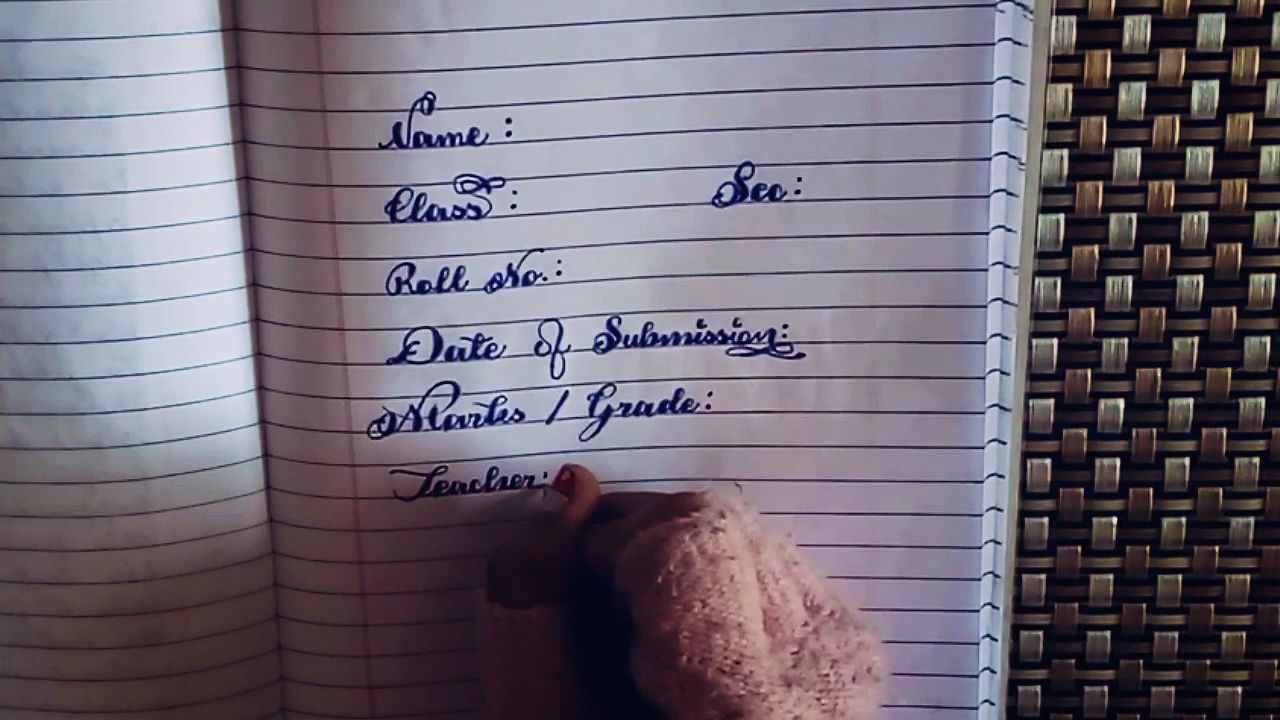 Name :
Class : Sec :
Roll No. :
Date of Submission:
Marks / Grade:
Teacher: